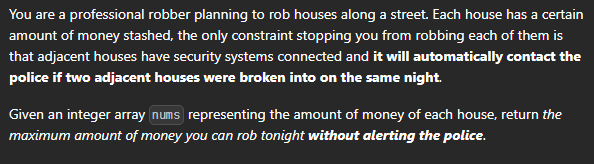 You are a professional robber planning to rob houses along a street. Each house has a certain
amount of money stashed, the only constraint stopping you from robbing each of them is
that adjacent houses have security systems connected and it will automatically contact the
police if two adjacent houses were broken into on the same night.
Given an integer array nums representing the amount of money of each house, return the
maximum amount of money you can rob tonight without alerting the police.